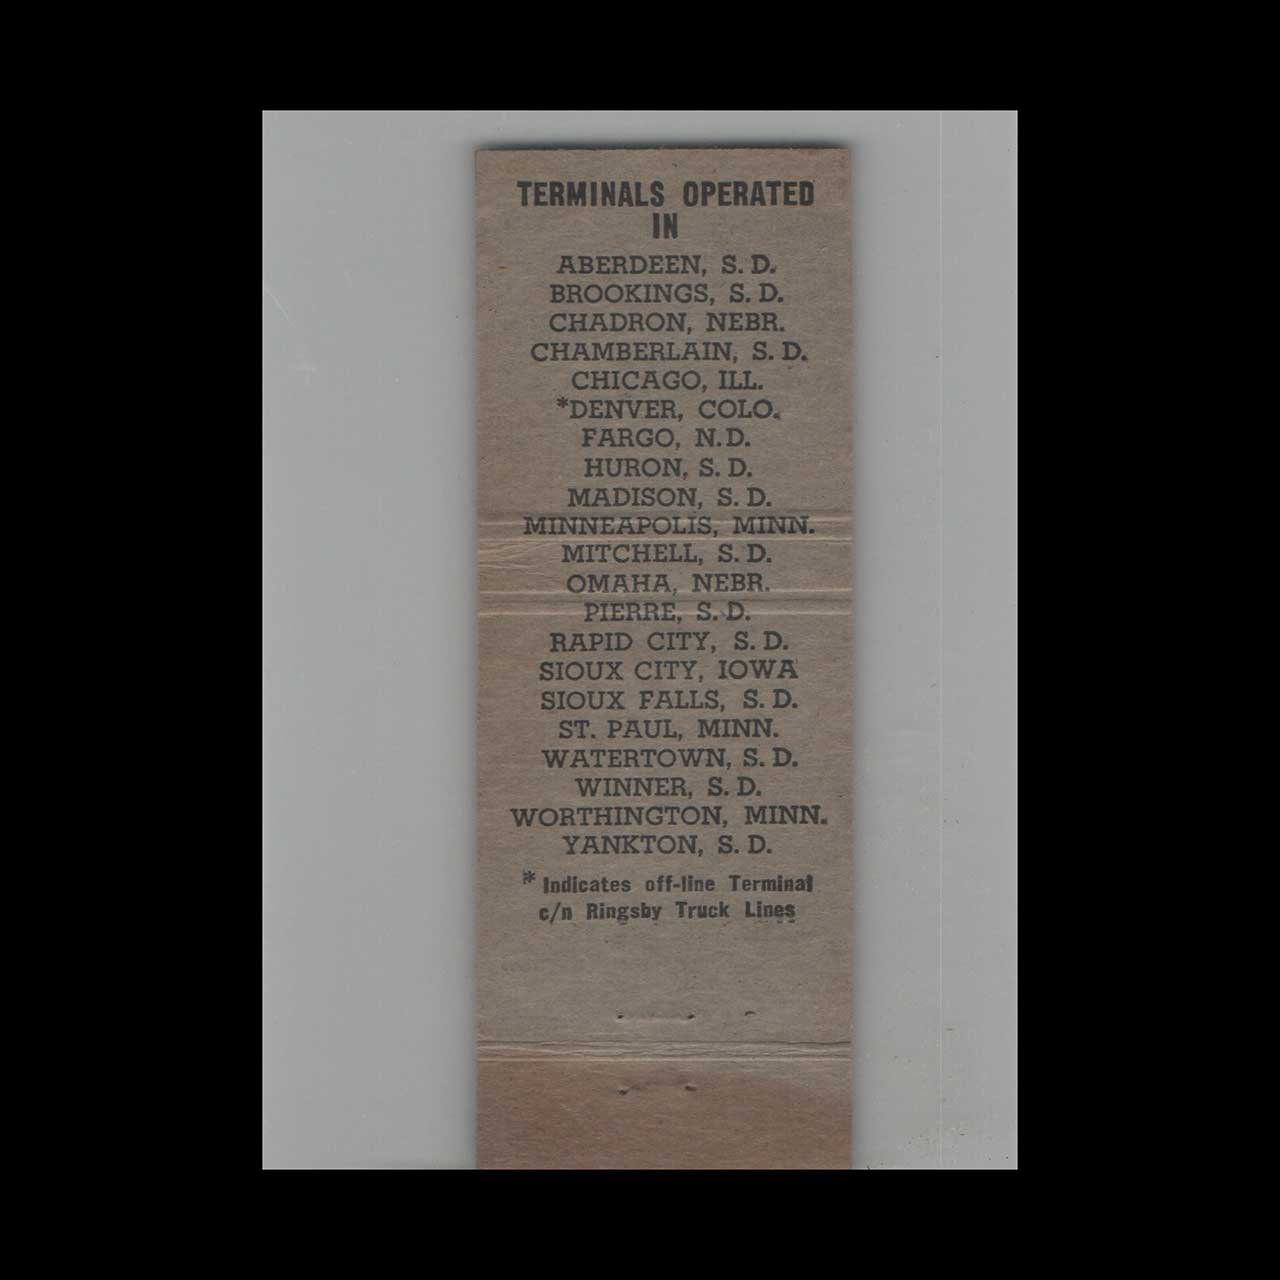 TERMINALS OPERATED
IN
ABERDEEN, S. D.
BROOKINGS, S. D.
CHADRON, NEBR.
CHAMBERLAIN, S. D.
CHICAGO, ILL.
*DENVER, COLO.
FARGO, N. D.
HURON, S. D.
MADISON, S. D.
MINNEAPOLIS, MINN.
MITCHELL, S. D.
OMAHA, NEBR.
PIERRE, S. D.
RAPID CITY, S. D.
SIOUX CITY, IOWA
SIOUX FALLS, S. D.
ST. PAUL, MINN.
WATERTOWN, S. D.
WINNER, S. D.
WORTHINGTON, MINN.
YANKTON, S. D.
* Indicates off-line Terminal
c/n Ringsby Truck Lines